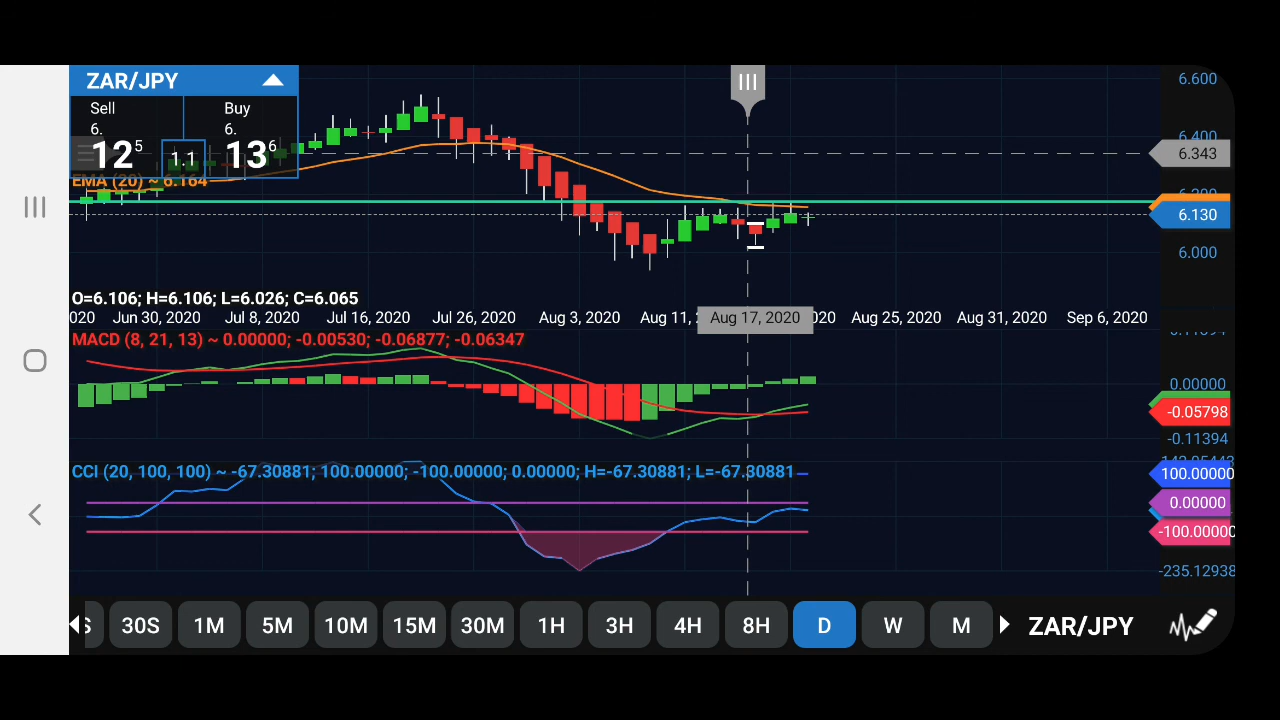 ZAR/JPY
Sell
Buy
6.
6.
12 5
1.1
13 6
EMA (20) ~ 6.164
6.600
6.400
6.343
6.200
6.130
6.000
O=6.106; H=6.106; L=6.026; C=6.065
020 Jun 30, 2020 Jul 8, 2020 Jul 16, 2020 Jul 26, 2020 Aug 3, 2020 Aug 11, Aug 17, 2020 020 Aug 25, 2020 Aug 31, 2020 Sep 6, 2020
MACD (8, 21, 13) ~ 0.00000; -0.00530; -0.06877; -0.06347
0.11394
0.00000
-0.05798
-0.11394
CCI (20, 100, 100) ~ -67.30881; 100.00000; -100.00000; 0.00000; H=-67.30881; L=-67.30881
100.00000
0.00000
-100.00000
-235.12938
S 30S 1M 5M 10M 15M 30M 1H 3H 4H 8H D W M ZAR/JPY